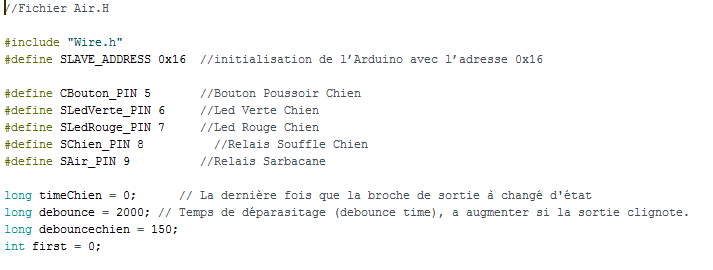 //Fichier Air.H
#include "Wire.h"
#define SLAVE_ADDRESS 0x16  //initialisation de l’Arduino avec l’adresse 0x16
#define CBouton_PIN 5       //Bouton Poussoir Chien
#define SLedVerte_PIN 6     //Led Verte Chien
#define SLedRouge_PIN 7     //Led Rouge Chien
#define SChien_PIN 8          //Relais Souffle Chien
#define SAir_PIN 9          //Relais Sarbacane
long timeChien = 0;      // La dernière fois que la broche de sortie à changé d'état
long debounce = 2000; // Temps de déparasitage (debounce time), a augmenter si la sortie clignote.
long debouncechien = 150;
int first = 0;